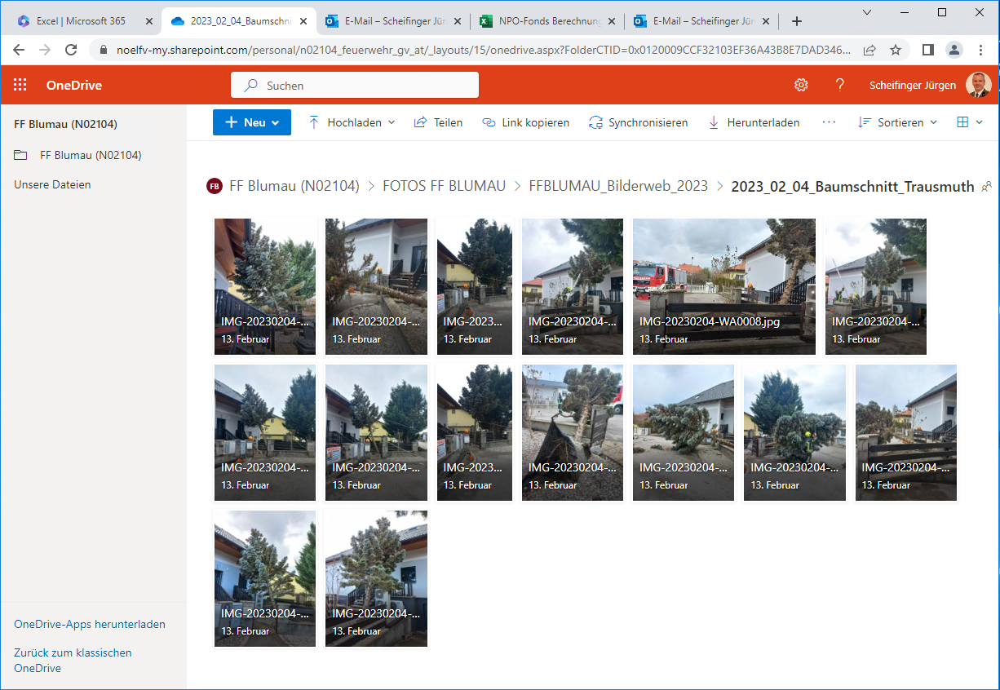 Excel | Microsoft 365
2023_02_04_Baumschni
E-Mail – Scheifinger Jür
NPO-Fonds Berechnung
E-Mail – Scheifinger Jür
noelfv-my.sharepoint.com/personal/n02104_feuerwehr_gv_at/_layouts/15/onedrive.aspx?FolderCTID=0x0120009CCF32103EF36A43B8E7DAD346...
OneDrive
Suchen
?
Scheifinger Jürgen
FF Blumau (N02104)
FF Blumau (N02104)
Unsere Dateien
OneDrive-Apps herunterladen
Zurück zum klassischen
OneDrive
Neu
Hochladen
Teilen
Link kopieren
Synchronisieren
Herunterladen
Sortieren
FB FF Blumau (N02104) > FOTOS FF BLUMAU > FFBLUMAU_Bilderweb_2023 > 2023_02_04_Baumschnitt_Trausmuth
IMG-20230204-...
13. Februar
IMG-20230204-...
13. Februar
IMG-2023...
13. Februar
IMG-20230204-...
13. Februar
IMG-20230204-WA0008.jpg
13. Februar
IMG-20230204-...
13. Februar
IMG-20230204-...
13. Februar
IMG-20230204-...
13. Februar
IMG-2023...
13. Februar
IMG-20230204-...
13. Februar
IMG-20230204-...
13. Februar
IMG-20230204-...
13. Februar
IMG-20230204-...
13. Februar
IMG-20230204-...
13. Februar
IMG-20230204-...
13. Februar